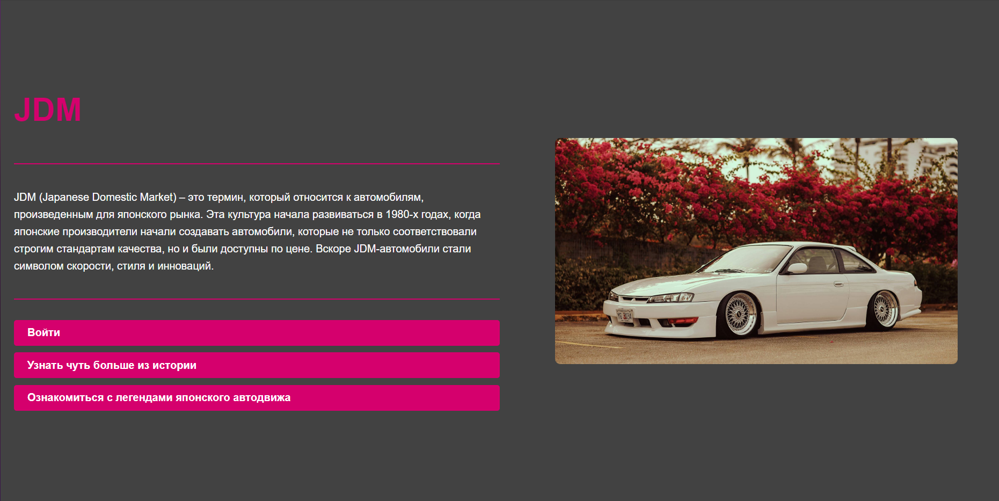 JDM
JDM (Japanese Domestic Market) – это термин, который относится к автомобилям,
произведенным для японского рынка. Эта культура начала развиваться в 1980-х годах, когда
японские производители начали создавать автомобили, которые не только соответствовали
строгим стандартам качества, но и были доступны по цене. Вскоре JDM-автомобили стали
символом скорости, стиля и инноваций.
Войти
Узнать чуть больше из истории
Ознакомиться с легендами японского автодвижа